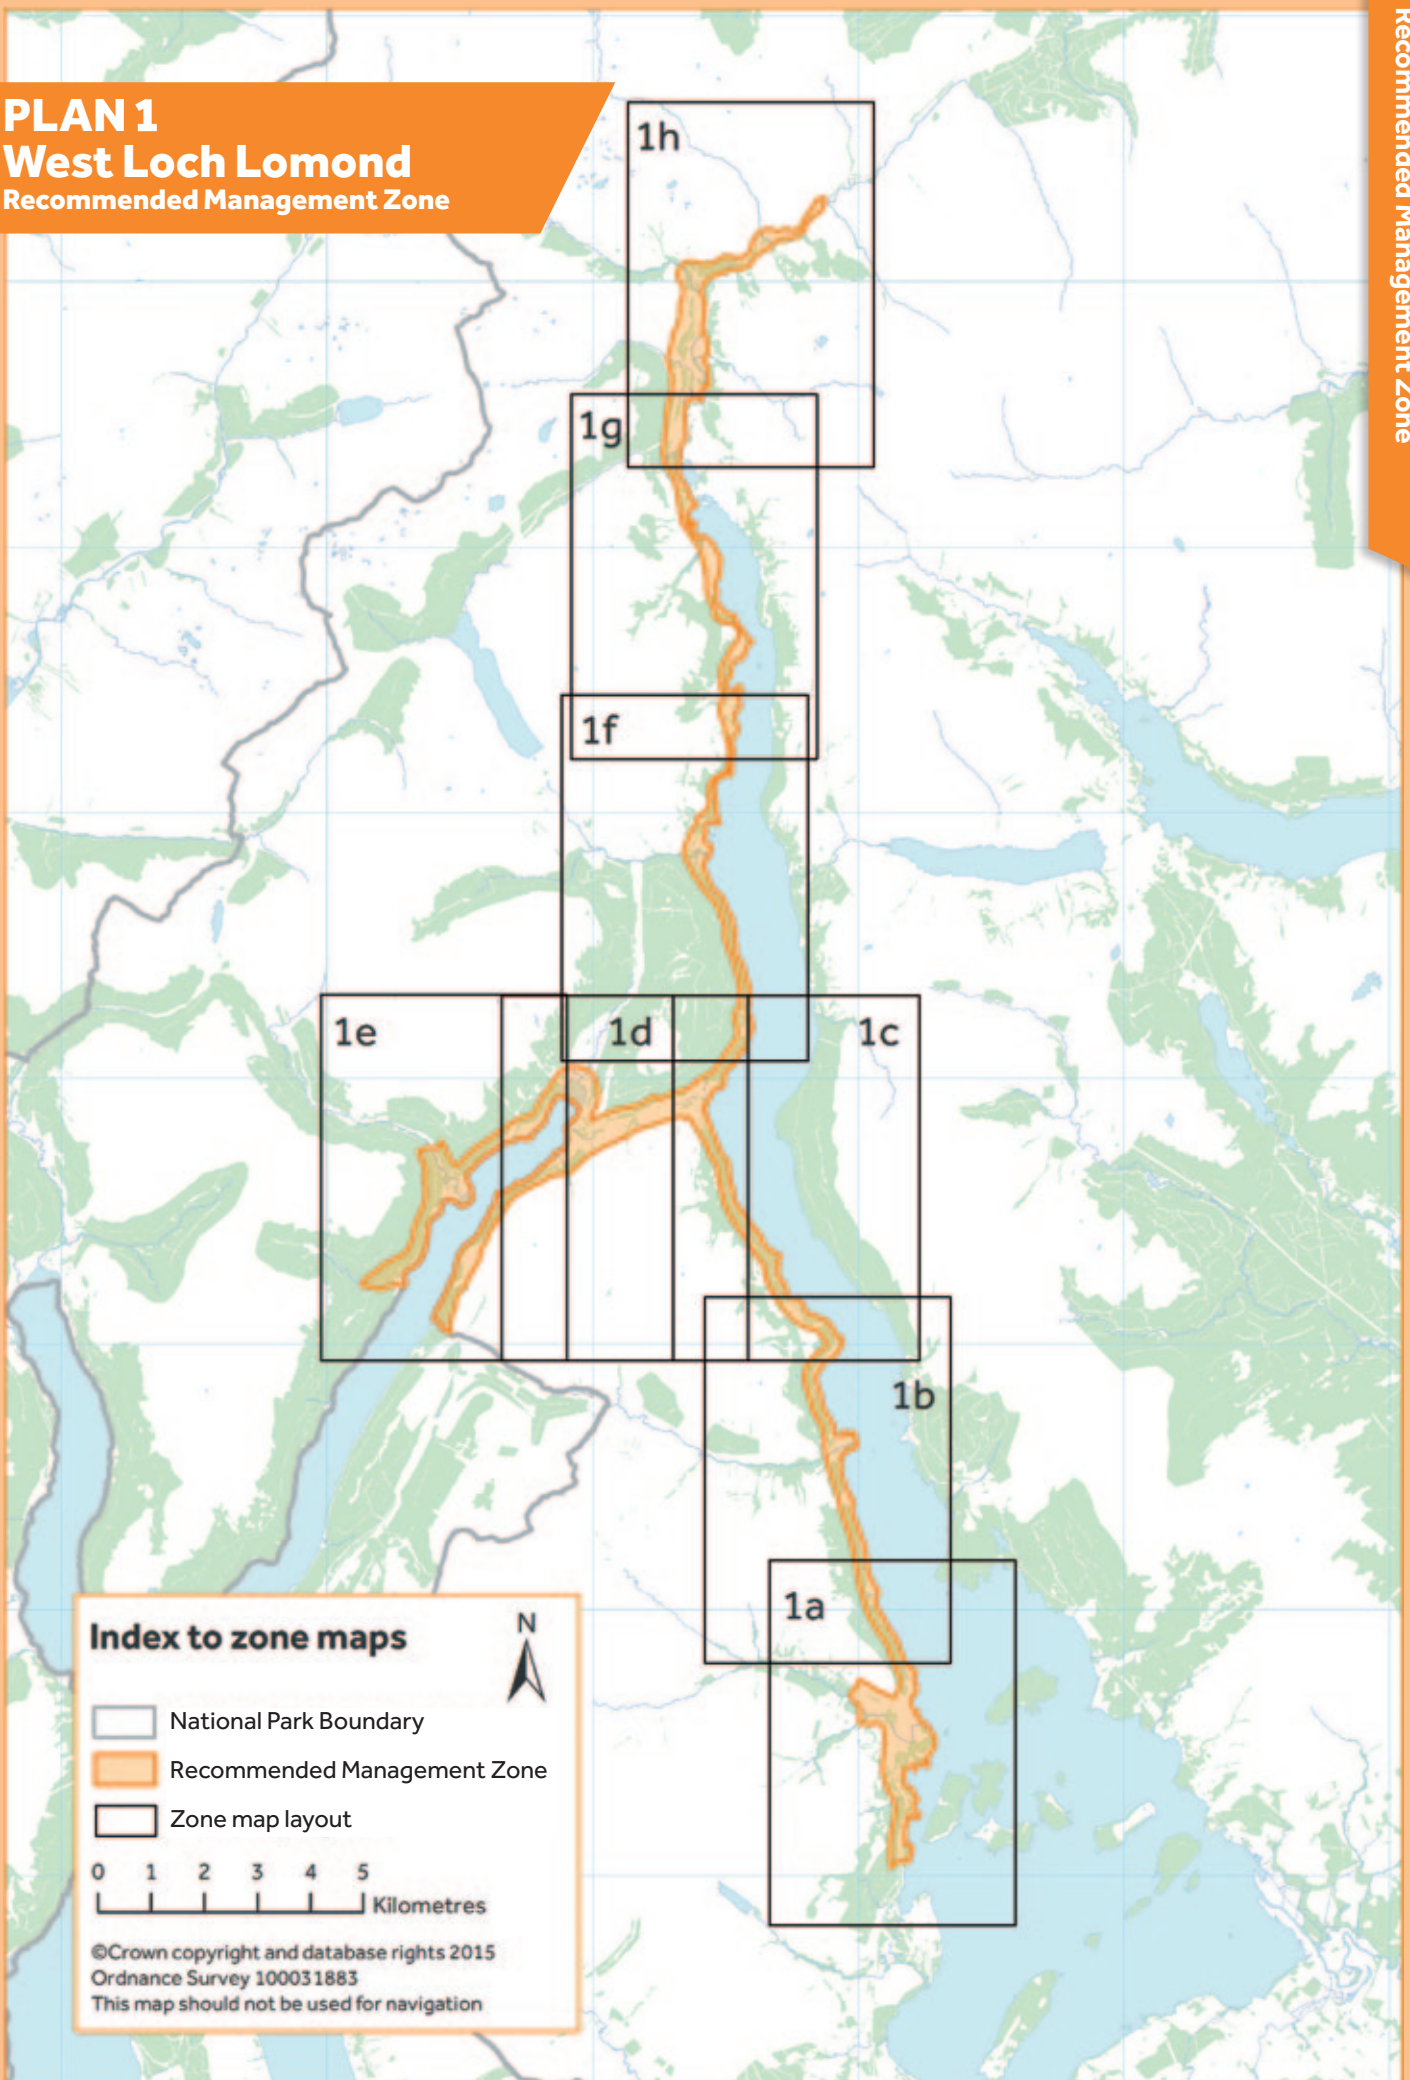 PLAN 1
West Loch Lomond
Recommended Management Zone
Recommended Management Zone
1h
1g
1f
1e
1d
1c
1b
1a
Index to zone maps
N
National Park Boundary
Recommended Management Zone
Zone map layout
0 1 2 3 4 5
Kilometres
©Crown copyright and database rights 2015
Ordnance Survey 100031883
This map should not be used for navigation